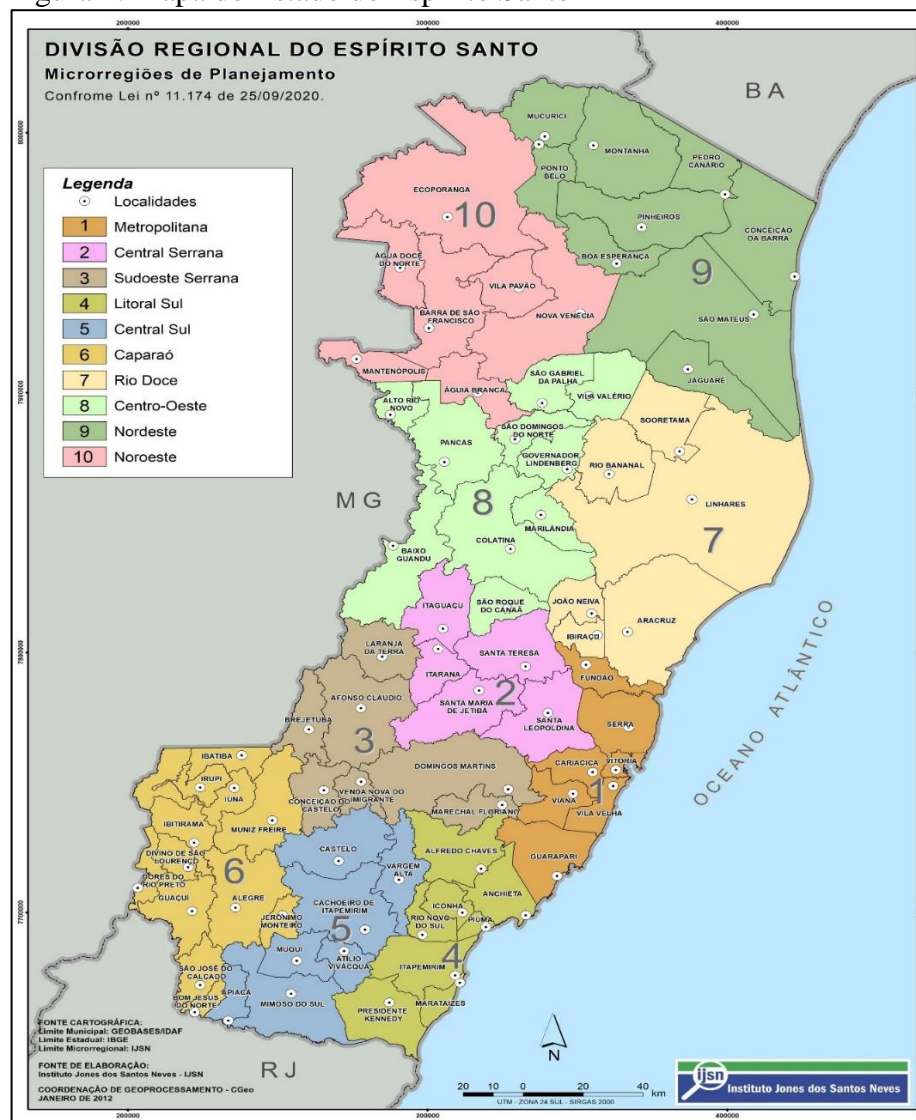 DIVISÃO REGIONAL DO ESPÍRITO SANTO
Microrregiões de Planejamento
Confrome Lei nº 11.174 de 25/09/2020.
200000
300000
400000
8000000
7900000
7800000
7700000
BA
MG
RJ
OCEANO ATLÂNTICO
Legenda
Localidades
1 Metropolitana
2 Central Serrana
3 Sudoeste Serrana
4 Litoral Sul
5 Central Sul
6 Caparaó
7 Rio Doce
8 Centro-Oeste
9 Nordeste
10 Noroeste
MUCURICI
MONTANHA
PEDRO
CANÁRIO
PONTO
BELO
ECOPORANGA
10
PINHEIROS
CONCEIÇÃO
DA BARRA
ÁGUA DOCE
DO NORTE
BOA ESPERANÇA
9
VILA PAVÃO
BARRA DE SÃO
FRANCISCO
NOVA VENÉCIA
SÃO MATEUS
MANTENÓPOLIS
ÁGUIA BRANCA
SÃO GABRIEL
DA PALHA
JAGUARÉ
ALTO RIO
NOVO
VILA VALÉRIO
SOORETAMA
SÃO DOMINGOS
DO NORTE
PANCAS
GOVERNADOR
LINDENBERG
RIO BANANAL
8
LINHARES
MARILÂNDIA
7
COLATINA
BAIXO
GUANDU
ITAGUAÇU
SÃO ROQUE
DO CANAÃ
JOÃO NEIVA
ARACRUZ
IBIRAÇU
LARANJA
DA TERRA
SANTA TERESA
ITARANA
FUNDÃO
2
AFONSO CLAUDIO
SANTA MARIA
DE JETIBÁ
BREJETUBA
SANTA
LEOPOLDINA
SERRA
3
IBATIBA
DOMINGOS MARTINS
CARIACICA
VITÓRIA
IRUPI
IÚNA
CONCEIÇÃO DO
CASTELO
VENDA NOVA DO
IMIGRANTE
VIANA
1
MARECHAL FLORIANO
VILA VELHA
IBITIRAMA
MUNIZ FREIRE
CASTELO
ALFREDO CHAVES
GUARAPARI
DIVINO DE SÃO
LOURENÇO
6
VARGEM
ALTA
DORES DO
RIO PRETO
ANCHIETA
GUAÇUÍ
ALEGRE
CACHOEIRO DE
ITAPEMIRIM
ICONHA
JERÔNIMO
MONTEIRO
5
RIO NOVO
DO SUL
PIÚMA
MUQUI
ATÍLIO
VIVÁCQUA
ITAPEMIRIM
4
SÃO JOSÉ DO
CALÇADO
APIACÁ
BOM JESUS
DO NORTE
MIMOSO DO SUL
PRESIDENTE
KENNEDY
MARATAÍZES
FONTE CARTOGRÁFICA:
Limite Municipal: GEOBASES/IDAF
Limite Estadual: IBGE
Limite Microrregional: IJSN
FONTE DE ELABORAÇÃO:
Instituto Jones dos Santos Neves - IJSN
COORDENAÇÃO DE GEOPROCESSAMENTO - CGeo
JANEIRO DE 2012
N
20 10 0 20 40
km
UTM - ZONA 24 SUL - SIRGAS 2000
ijsn
Instituto Jones dos Santos Neves
200000
300000
400000